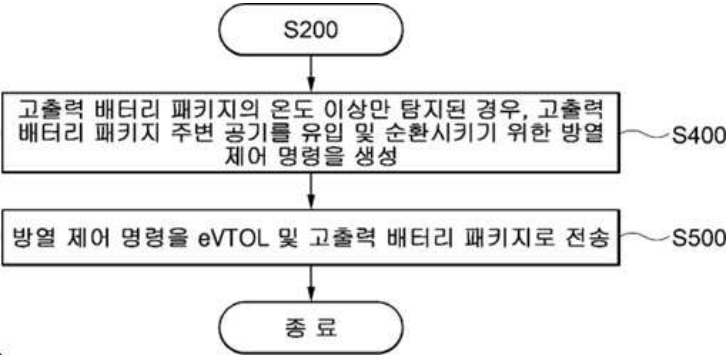 S200
고출력 배터리 패키지의 온도 이상만 탐지된 경우, 고출력
배터리 패키지 주변 공기를 유입 및 순환시키기 위한 방열
제어 명령을 생성
S400
방열 제어 명령을 eVTOL 및 고출력 배터리 패키지로 전송
S500
종 료